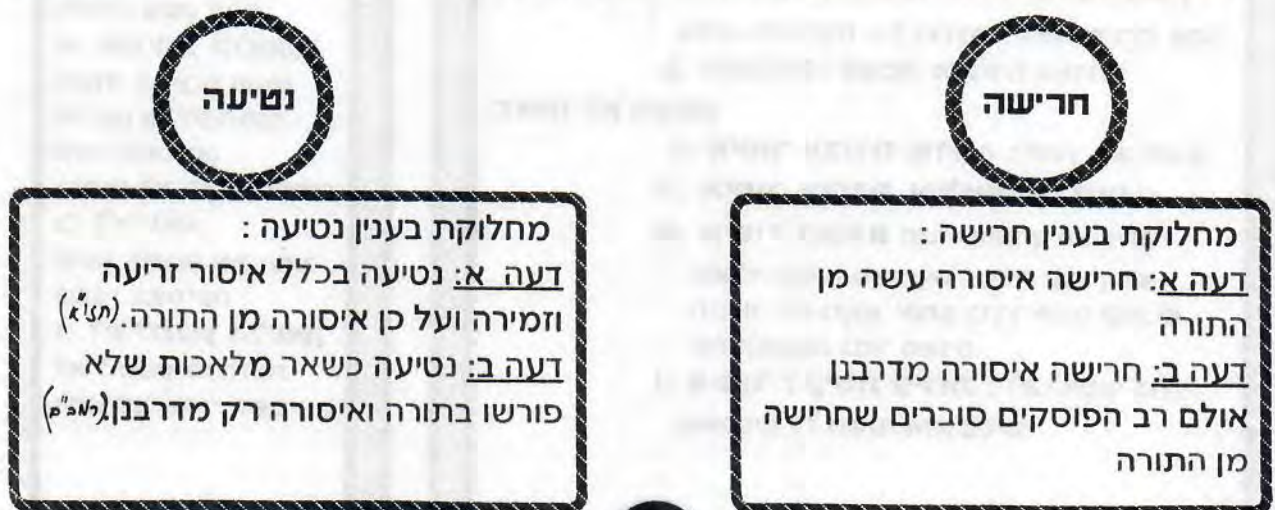 חרישה
מחלוקת בענין חרישה :
דעה א: חרישה איסורה עשה מן
התורה
דעה ב: חרישה איסורה מדרבנן
אולם רב הפוסקים סוברים שחרישה
מן התורה
נטיעה
מחלוקת בענין נטיעה :
דעה א: נטיעה בכלל איסור זריעה
וזמירה ועל כן איסורה מן התורה. (חזו"א)
דעה ב: נטיעה כשאר מלאכות שלא
פורשו בתורה ואיסורה רק מדרבנן. (רמב"ם)